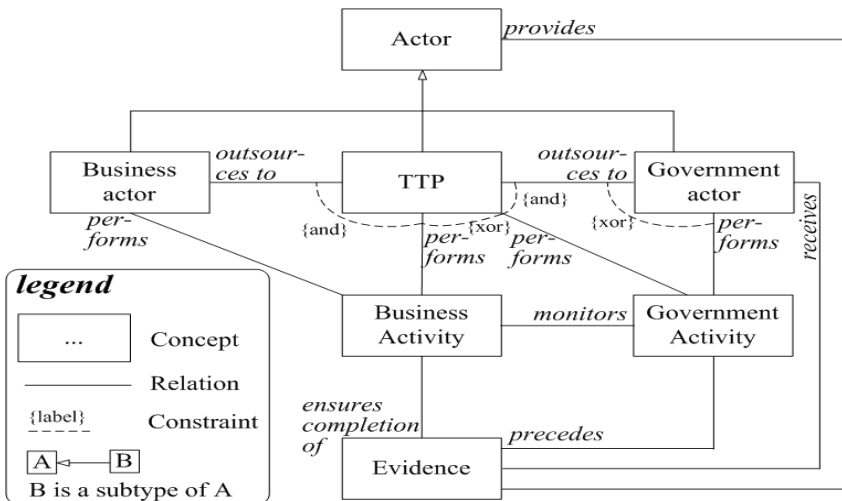 Actor
provides
Business
actor
outsour-
ces to
TTP
outsour-
ces to
Government
actor
{and}
{xor}
{and}
{xor}
per-
forms
per-
forms
per-
forms
per-
forms
receives
legend
...
Concept
Relation
{label}
Constraint
A
B
B is a subtype of A
Business
Activity
monitors
Government
Activity
ensures
completion
of
precedes
Evidence